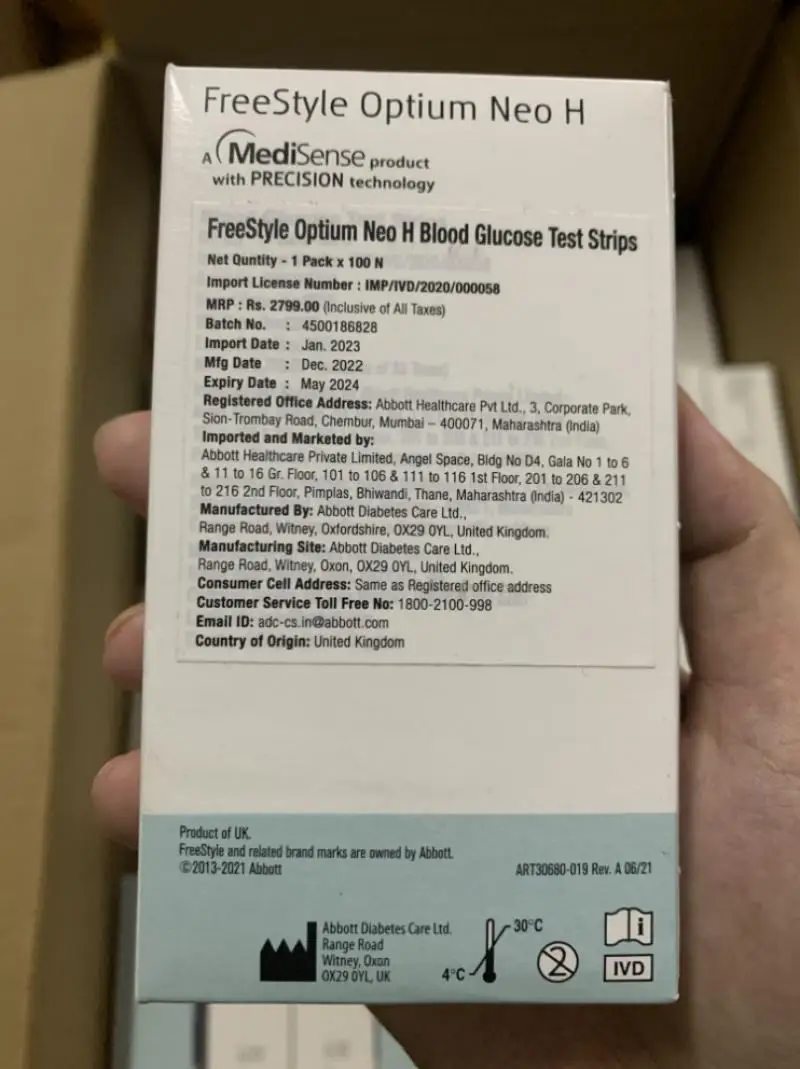 FreeStyle Optium Neo H
A MediSense product
with PRECISION technology
FreeStyle Optium Neo H Blood Glucose Test Strips
Net Quntity - 1 Pack x 100 N
Import License Number : IMP/IVD/2020/000058
MRP : Rs. 2799.00 (Inclusive of All Taxes)
Batch No. : 4500186828
Import Date : Jan. 2023
Mfg Date : Dec. 2022
Expiry Date : May 2024
Registered Office Address: Abbott Healthcare Pvt Ltd., 3, Corporate Park,
Sion-Trombay Road, Chembur, Mumbai – 400071, Maharashtra (India)
Imported and Marketed by:
Abbott Healthcare Private Limited, Angel Space, Bldg No D4, Gala No 1 to 6
& 11 to 16 Gr. Floor, 101 to 106 & 111 to 116 1st Floor, 201 to 206 & 211
to 216 2nd Floor, Pimplas, Bhiwandi, Thane, Maharashtra (India) - 421302
Manufactured By: Abbott Diabetes Care Ltd.,
Range Road, Witney, Oxfordshire, OX29 0YL, United Kingdom.
Manufacturing Site: Abbott Diabetes Care Ltd.,
Range Road, Witney, Oxon, OX29 0YL, United Kingdom.
Consumer Cell Address: Same as Registered office address
Customer Service Toll Free No: 1800-2100-998
Email ID: adc-cs.in@abbott.com
Country of Origin: United Kingdom
Product of UK.
FreeStyle and related brand marks are owned by Abbott.
©2013-2021 Abbott
ART30680-019 Rev. A 06/21
Abbott Diabetes Care Ltd.
Range Road
Witney, Oxon
OX29 0YL, UK
30°C
4°C
2
i
IVD